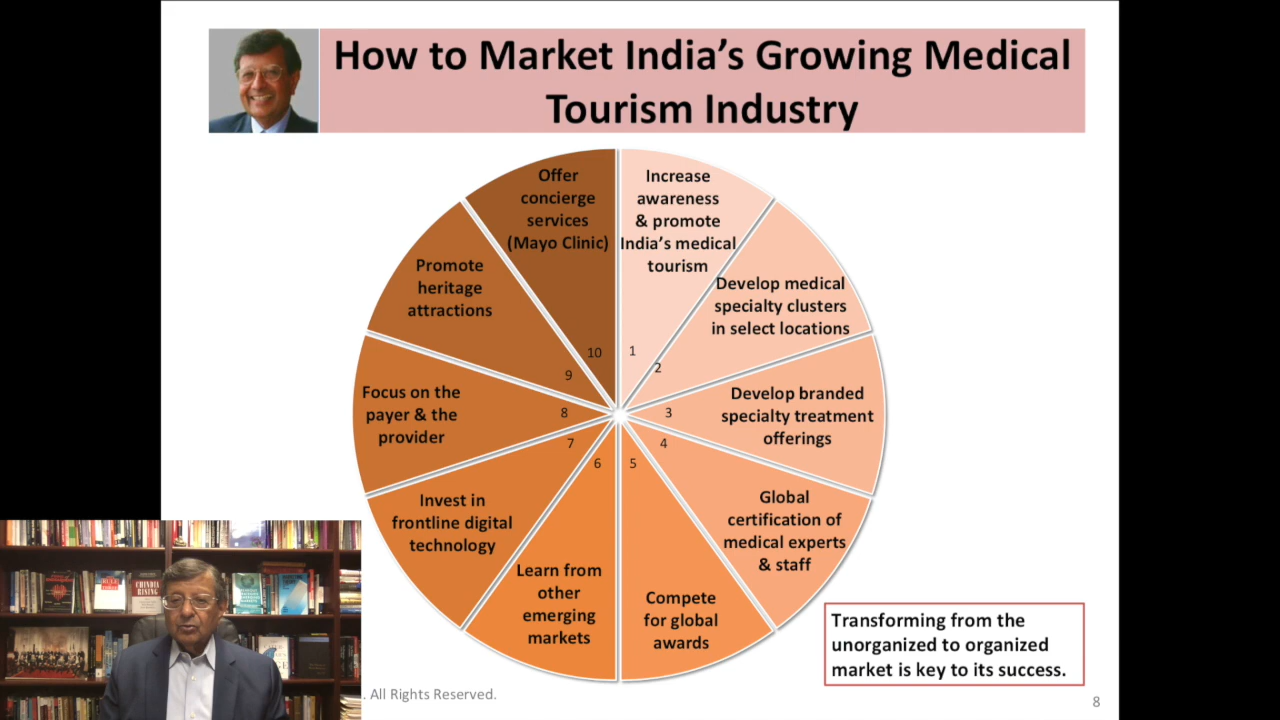 How to Market India's Growing Medical
Tourism Industry
Increase
awareness
& promote
India's medical
tourism
1
Develop medical
specialty clusters
in select locations
2
Develop branded
specialty treatment
offerings
3
Global
certification of
medical experts
& staff
4
Compete
for global
awards
5
Learn from
other
emerging
markets
6
Invest in
frontline digital
technology
7
Focus on the
payer & the
provider
8
Promote
heritage
attractions
9
Offer
concierge
services
(Mayo Clinic)
10
Transforming from the
unorganized to organized
market is key to its success.
. All Rights Reserved.
8
CHINDIA
RISING